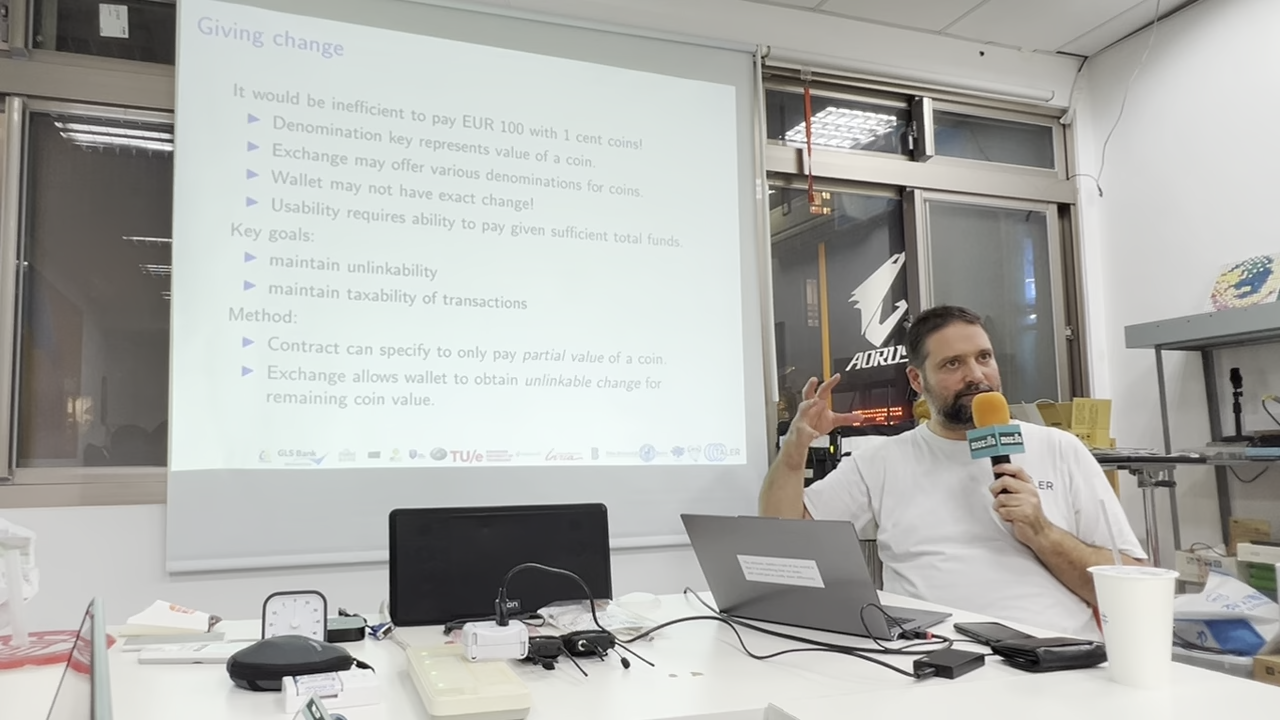 Giving change
It would be inefficient to pay EUR 100 with 1 cent coins!
Denomination key represents value of a coin.
Exchange may offer various denominations for coins.
Wallet may not have exact change!
Usability requires ability to pay given sufficient total funds.
Key goals:
maintain unlinkability
maintain taxability of transactions
Method:
Contract can specify to only pay partial value of a coin.
Exchange allows wallet to obtain unlinkable change for
remaining coin value.
GLS Bank
TU/e
TALER
AORUS
moz://a
moz://a
LER